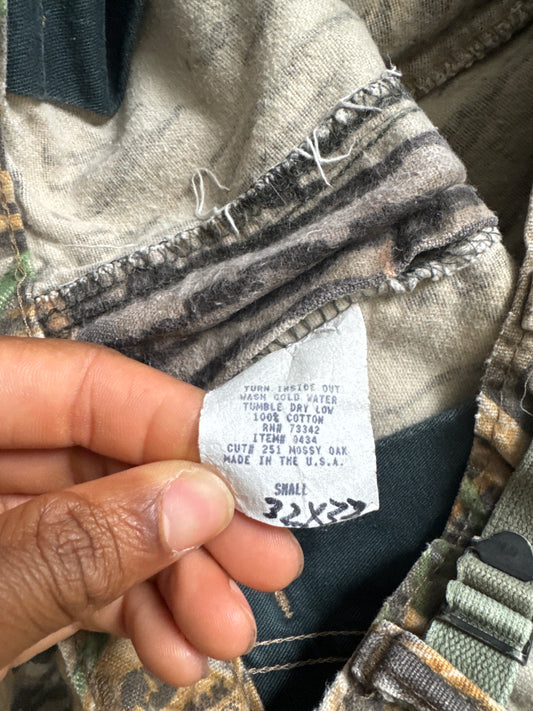 TURN INSIDE OUT
WASH COLD WATER
TUMBLE DRY LOW
100% COTTON
RN# 73342
ITEM# 0434
CUT# 251 MOSSY OAK
MADE IN THE U.S.A.
SMALL
32X27